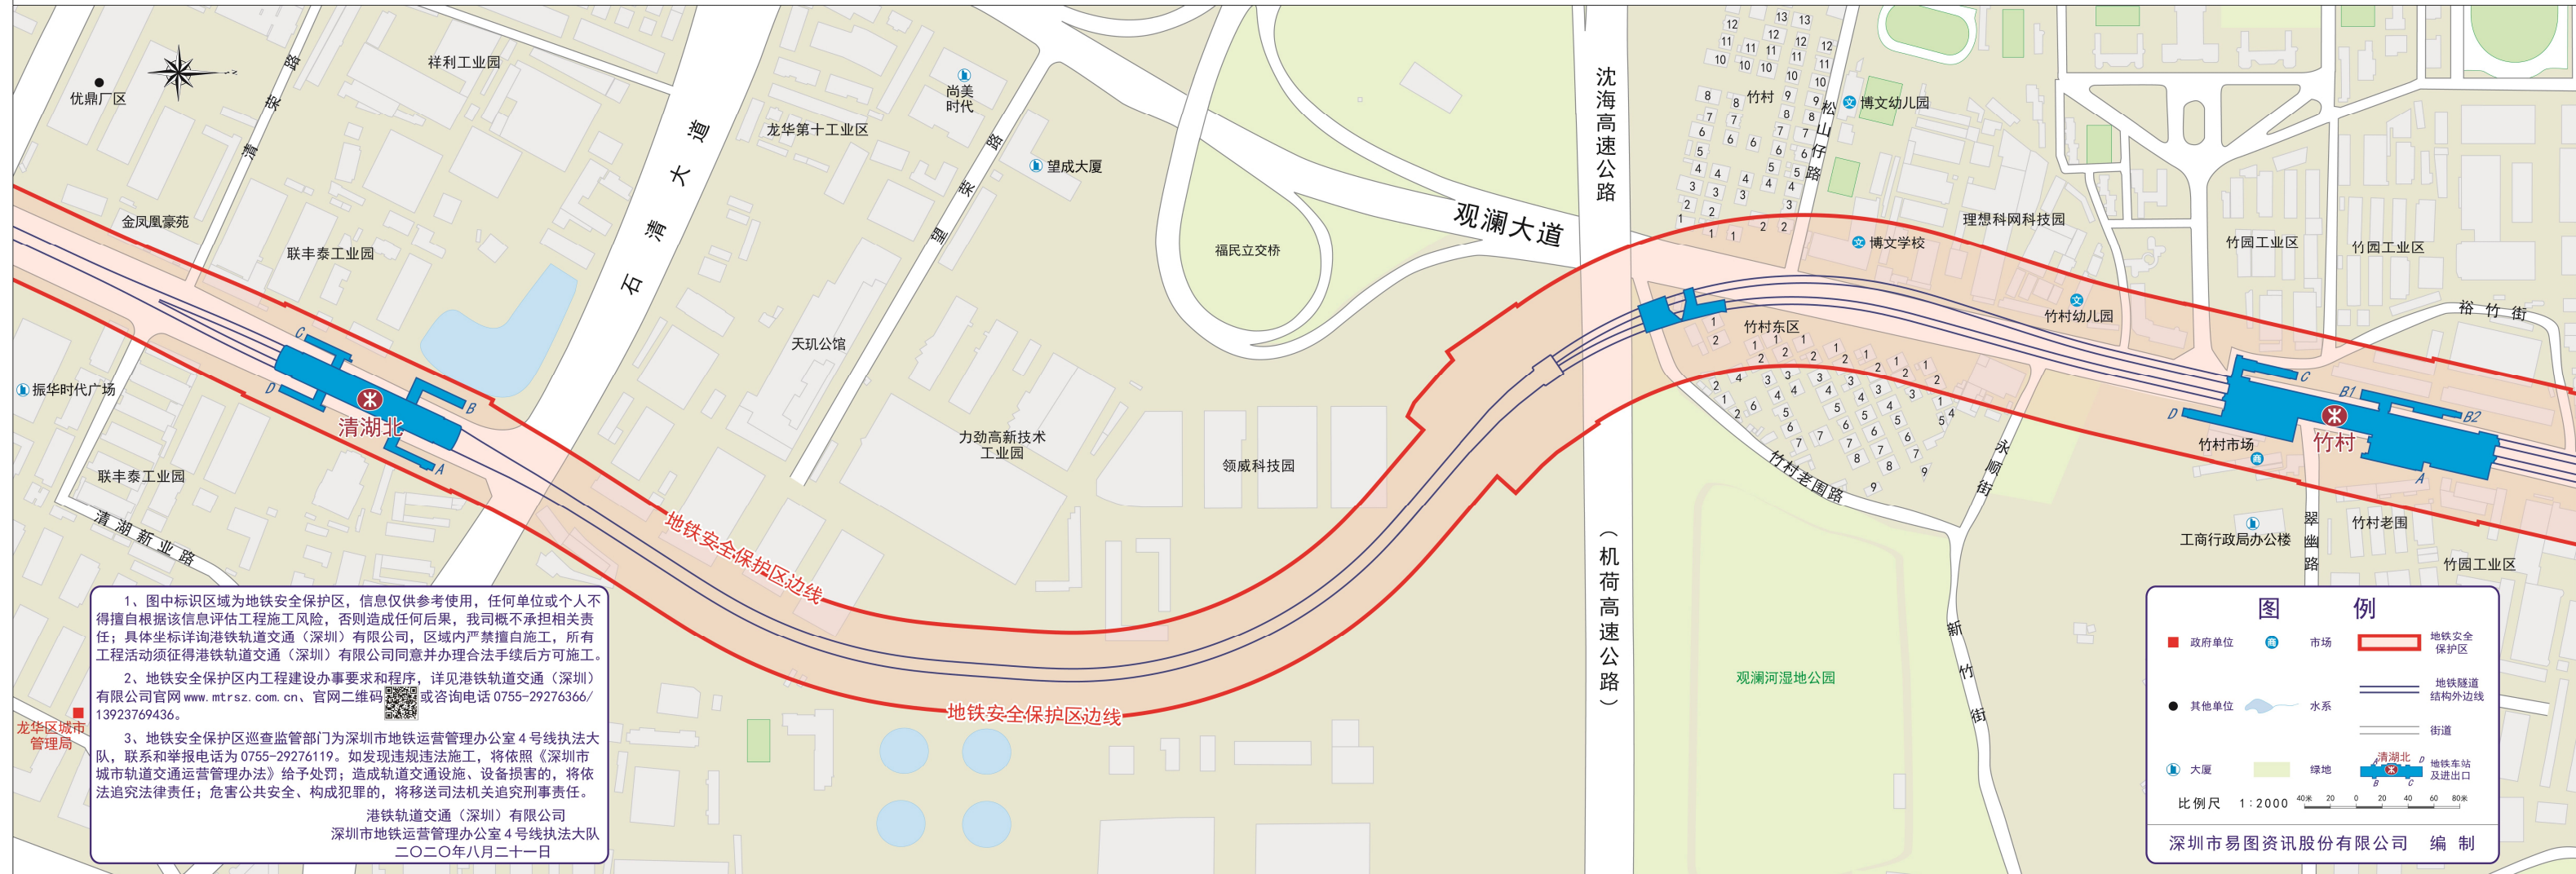 优鼎厂区
清荣路
祥利工业园
石清大道
龙华第十工业区
尚美
时代
望荣路
望成大厦
金凤凰豪苑
联丰泰工业园
振华时代广场
清湖北
A
B
C
D
联丰泰工业园
清湖新业路
天玑公馆
力劲高新技术
工业园
领威科技园
福民立交桥
观澜大道
沈海高速公路
（机荷高速公路）
地铁安全保护区边线
地铁安全保护区边线
竹村
松山仔路
博文幼儿园
博文学校
理想科网科技园
竹村幼儿园
竹村东区
竹村老围路
永顺街
新竹街
观澜河湿地公园
竹园工业区
竹园工业区
裕竹街
竹村
A
B1
B2
C
D
竹村市场
工商行政局办公楼
翠幽路
竹村老围
竹园工业区
龙华区城市
管理局
1、图中标识区域为地铁安全保护区，信息仅供参考使用，任何单位或个人不
得擅自根据该信息评估工程施工风险，否则造成任何后果，我司概不承担相关责
任；具体坐标详询港铁轨道交通（深圳）有限公司，区域内严禁擅自施工，所有
工程活动须征得港铁轨道交通（深圳）有限公司同意并办理合法手续后方可施工。
2、地铁安全保护区内工程建设办事要求和程序，详见港铁轨道交通（深圳）
有限公司官网www.mtrsz.com.cn、官网二维码 或咨询电话0755-29276366/
13923769436。
3、地铁安全保护区巡查监管部门为深圳市地铁运营管理办公室4号线执法大
队，联系和举报电话为0755-29276119。如发现违规违法施工，将依照《深圳市
城市轨道交通运营管理办法》给予处罚；造成轨道交通设施、设备损害的，将依
法追究法律责任；危害公共安全、构成犯罪的，将移送司法机关追究刑事责任。
港铁轨道交通（深圳）有限公司
深圳市地铁运营管理办公室4号线执法大队
二〇二〇年八月二十一日
图 例
政府单位
市场
地铁安全
保护区
其他单位
水系
地铁隧道
结构外边线
街道
大厦
绿地
清湖北
地铁车站
及进出口
比例尺 1:2000 40米 20 0 20 40 60 80米
深圳市易图资讯股份有限公司 编 制